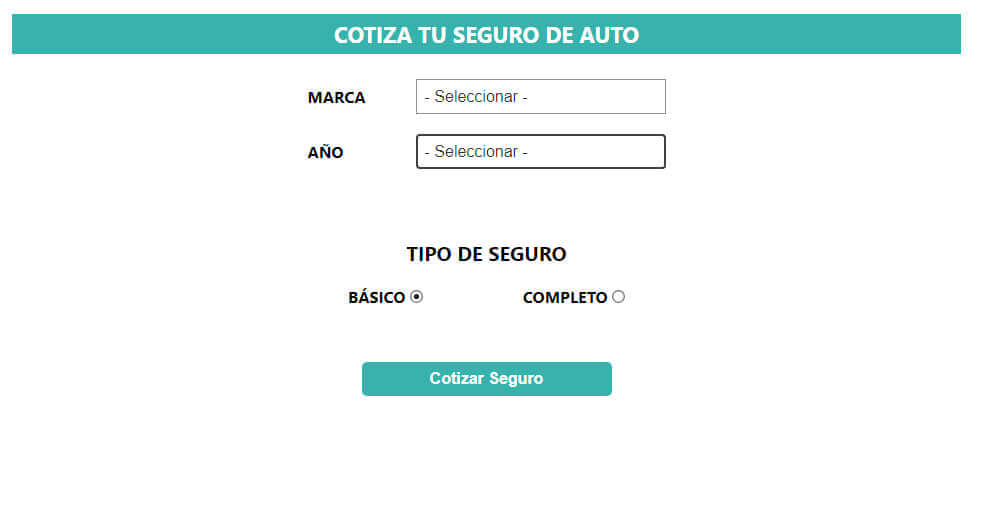 COTIZA TU SEGURO DE AUTO
MARCA - Seleccionar -
AÑO - Seleccionar -
TIPO DE SEGURO
BÁSICO COMPLETO
Cotizar Seguro